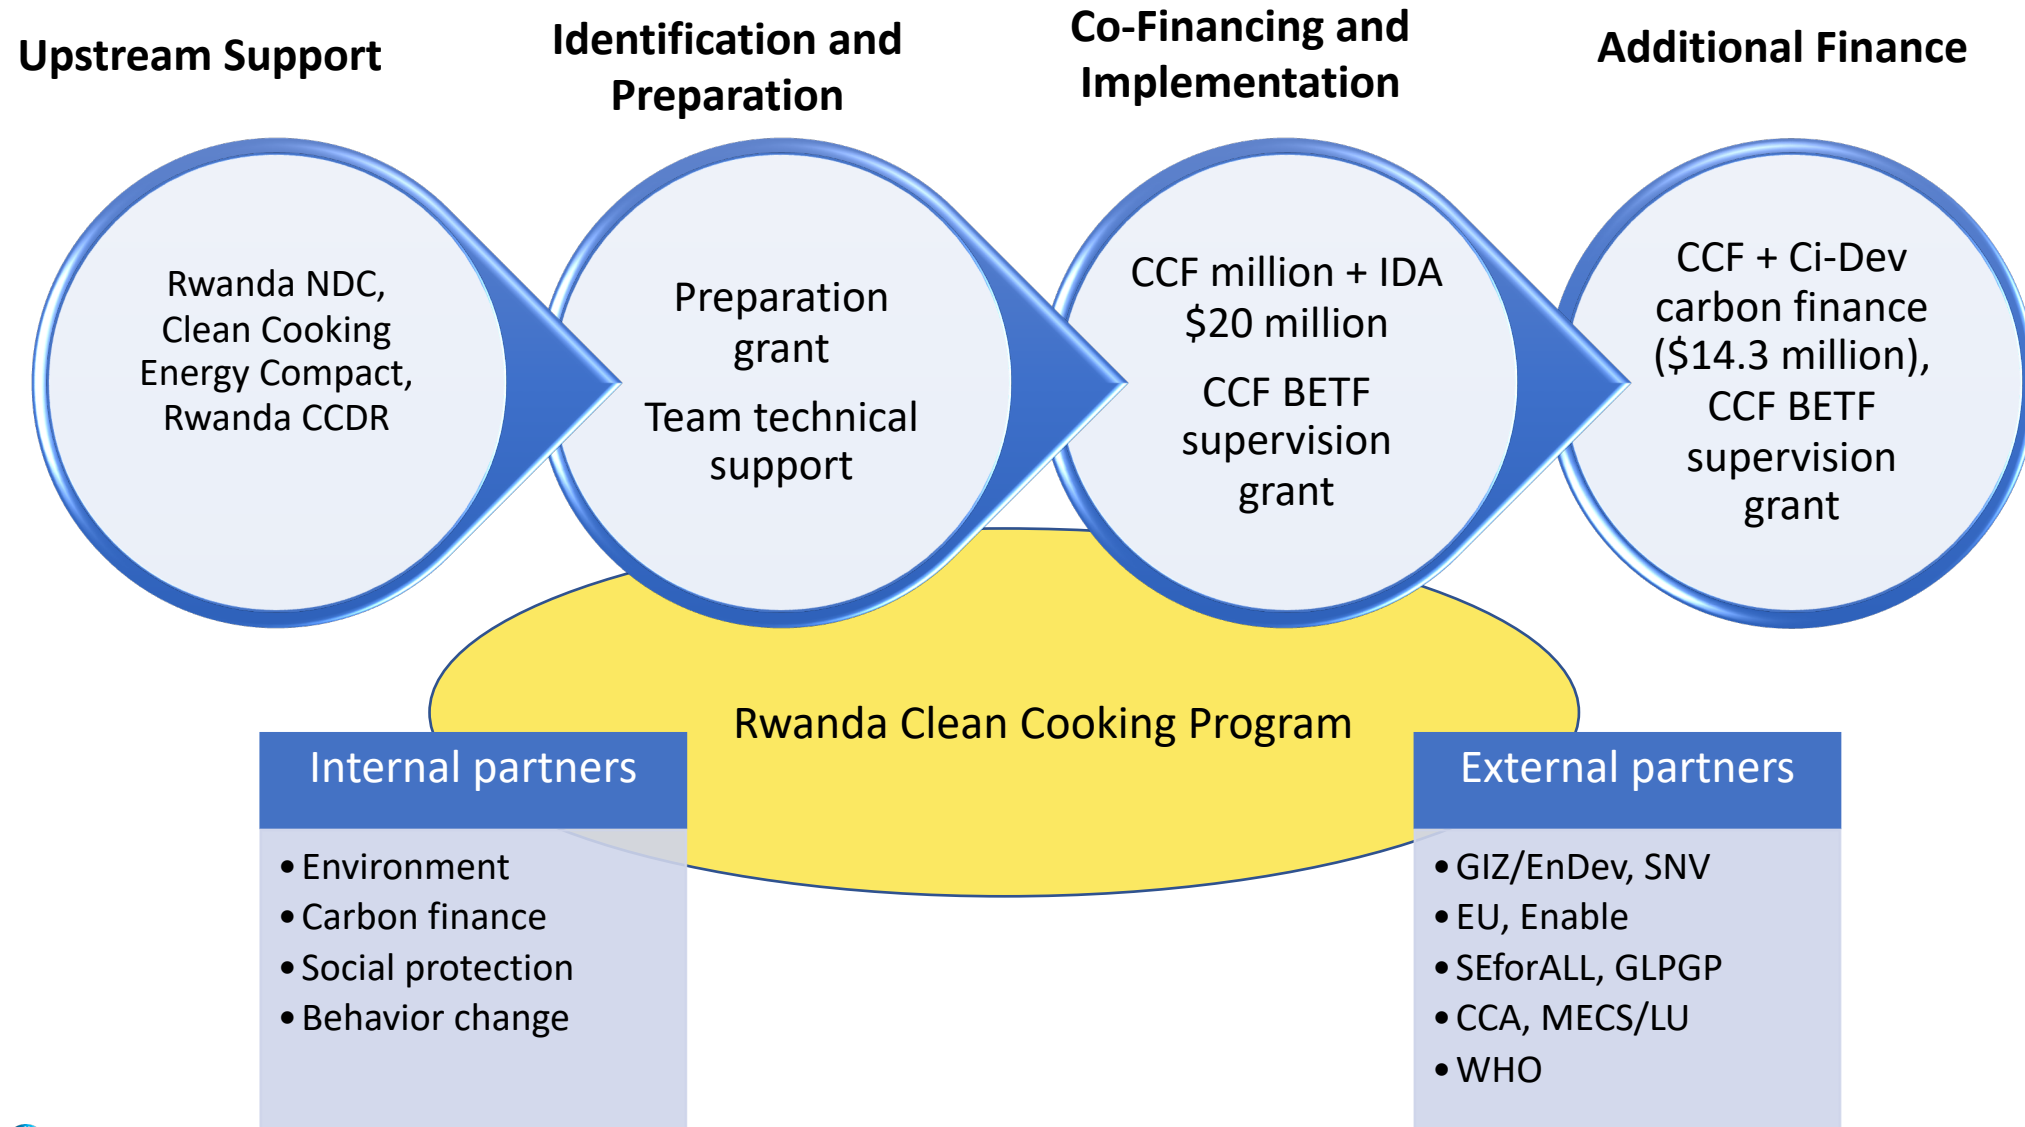 Upstream Support
Identification and
Preparation
Co-Financing and
Implementation
Additional Finance
Rwanda NDC,
Clean Cooking
Energy Compact,
Rwanda CCDR
Preparation
grant
Team technical
support
CCF million + IDA
$20 million
CCF BETF
supervision
grant
CCF + Ci-Dev
carbon finance
($14.3 million),
CCF BETF
supervision
grant
Rwanda Clean Cooking Program
Internal partners
• Environment
• Carbon finance
• Social protection
• Behavior change
External partners
• GIZ/EnDev, SNV
• EU, Enable
• SEforALL, GLPGP
• CCA, MECS/LU
• WHO